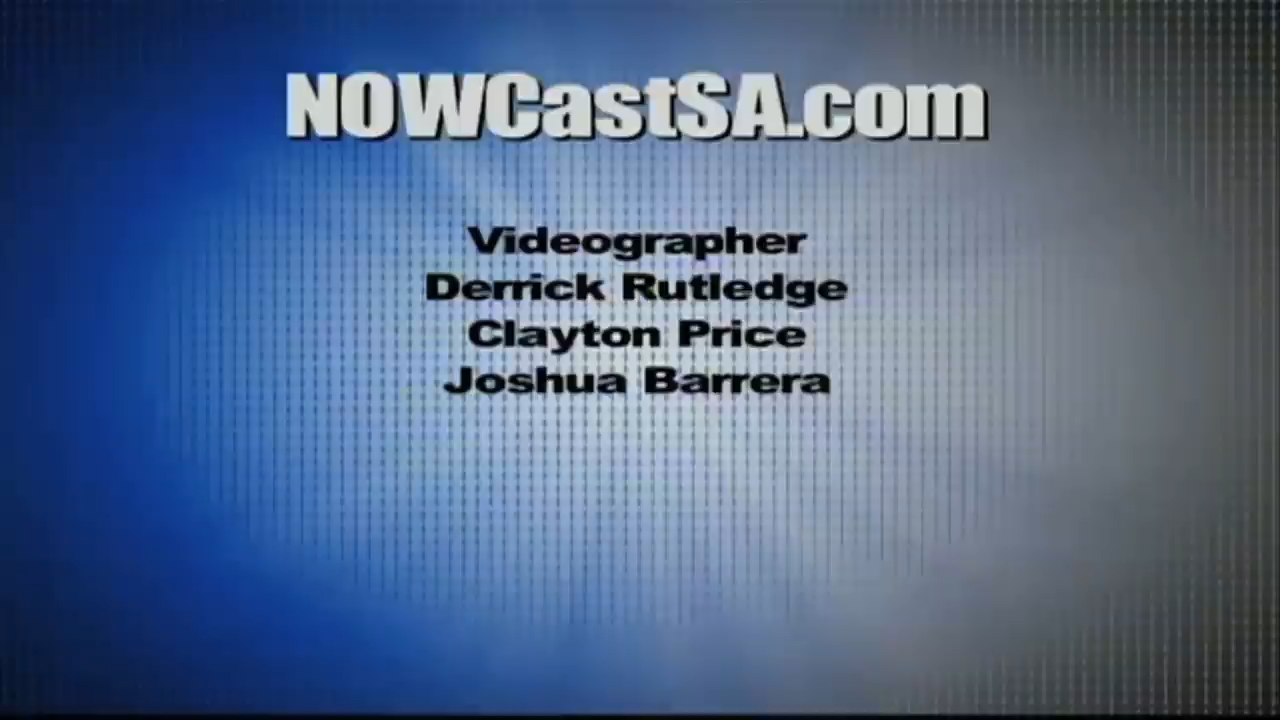 NOWCastSA.com
Videographer
Derrick Rutledge
Clayton Price
Joshua Barrera